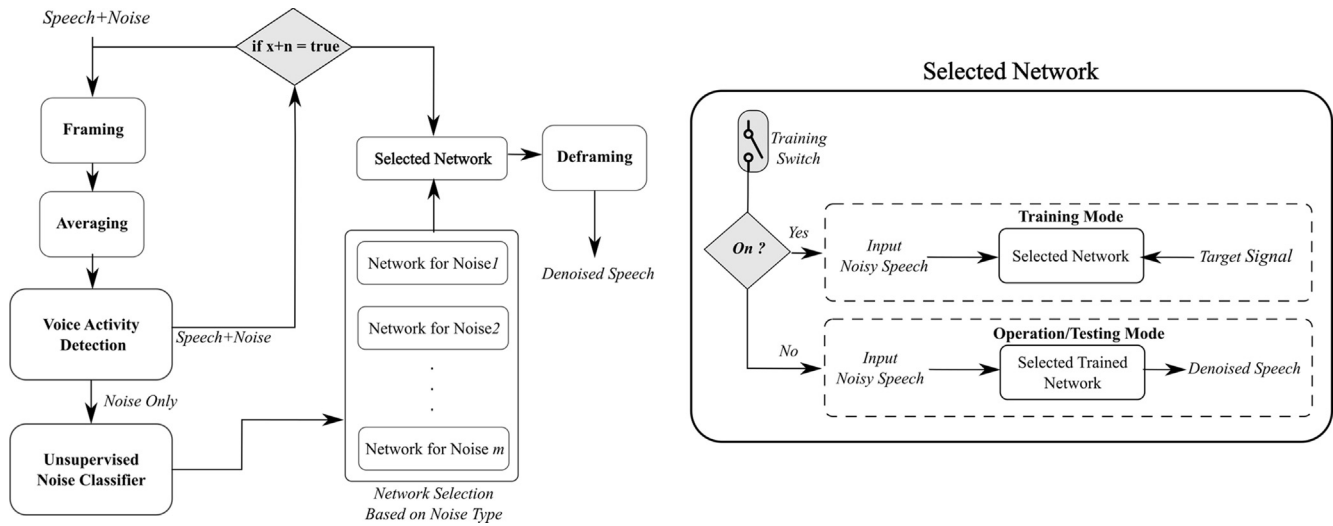 Speech+Noise
if x+n = true
Framing
Averaging
Voice Activity
Detection
Speech+Noise
Noise Only
Unsupervised
Noise Classifier
Selected Network
Deframing
Denoised Speech
Network for Noise1
Network for Noise2
.
.
.
Network for Noise m
Network Selection
Based on Noise Type
Selected Network
Training
Switch
On ?
Yes
Training Mode
Input
Noisy Speech
Selected Network
Target Signal
No
Operation/Testing Mode
Input
Noisy Speech
Selected Trained
Network
Denoised Speech